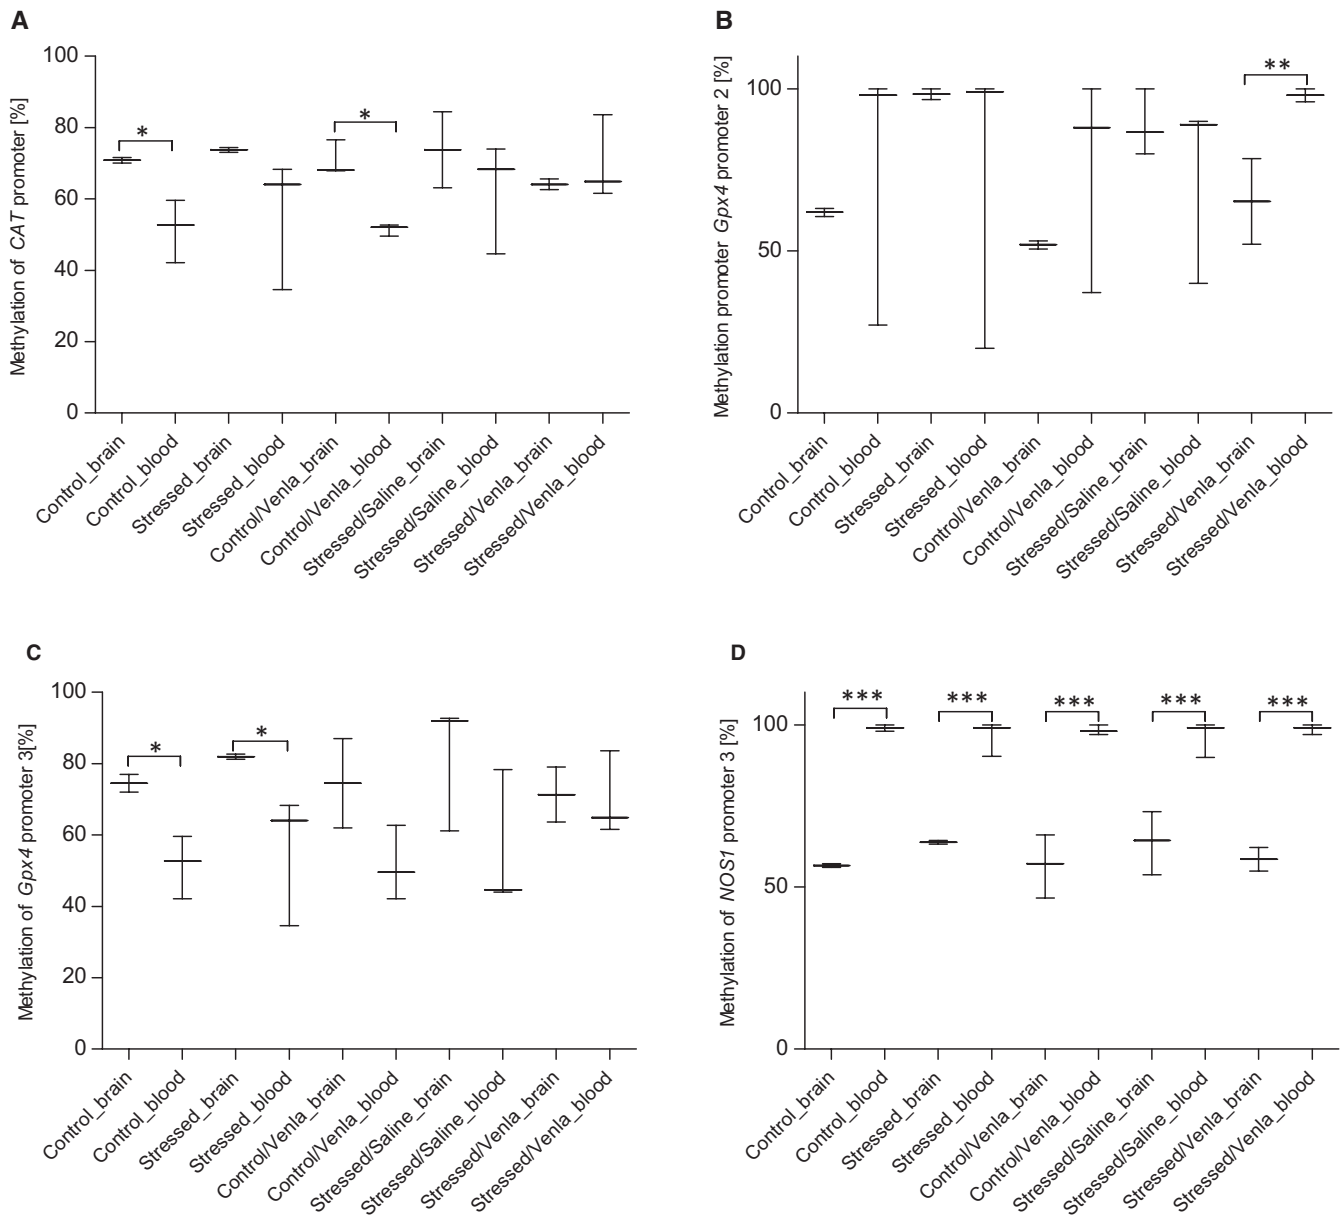 A
Methylation of CAT promoter [%]
100
80
60
40
20
0
*
*
Control_brain
Control_blood
Stressed_brain
Stressed_blood
Control/Venla_brain
Control/Venla_blood
Stressed/Saline_brain
Stressed/Saline_blood
Stressed/Venla_brain
Stressed/Venla_blood
B
Methylation promoter Gpx4 promoter 2 [%]
100
50
0
**
Control_brain
Control_blood
Stressed_brain
Stressed_blood
Control/Venla_brain
Control/Venla_blood
Stressed/Saline_brain
Stressed/Saline_blood
Stressed/Venla_brain
Stressed/Venla_blood
C
Methylation of Gpx4 promoter 3[%]
100
80
60
40
20
0
*
*
Control_brain
Control_blood
Stressed_brain
Stressed_blood
Control/Venla_brain
Control/Venla_blood
Stressed/Saline_brain
Stressed/Saline_blood
Stressed/Venla_brain
Stressed/Venla_blood
D
Methylation of NOS1 promoter 3 [%]
100
50
0
***
***
***
***
***
Control_brain
Control_blood
Stressed_brain
Stressed_blood
Control/Venla_brain
Control/Venla_blood
Stressed/Saline_brain
Stressed/Saline_blood
Stressed/Venla_brain
Stressed/Venla_blood